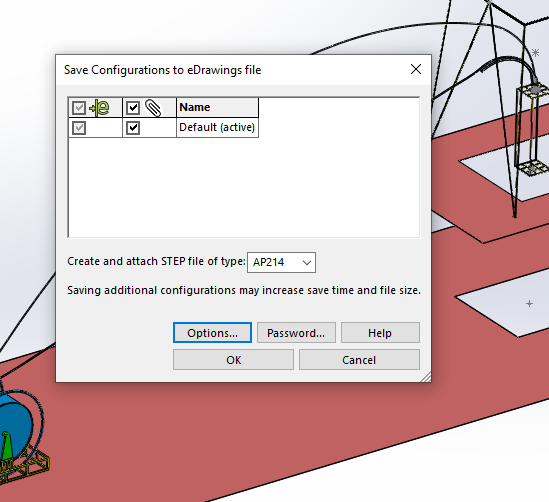 Save Configurations to eDrawings file
Name
Default (active)
Create and attach STEP file of type: AP214
Saving additional configurations may increase save time and file size.
Options... Password... Help
OK Cancel